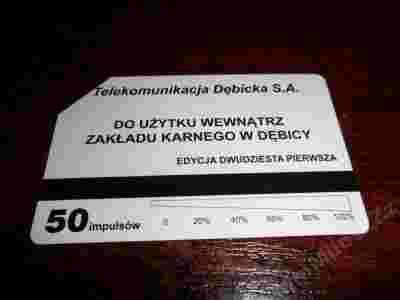 Telekomunikacja Dębicka S.A.
DO UŻYTKU WEWNĄTRZ
ZAKŁADU KARNEGO W DĘBICY
EDYCJA DWUDZIESTA PIERWSZA
50 impulsów
0 20% 40% 60% 80% 100%